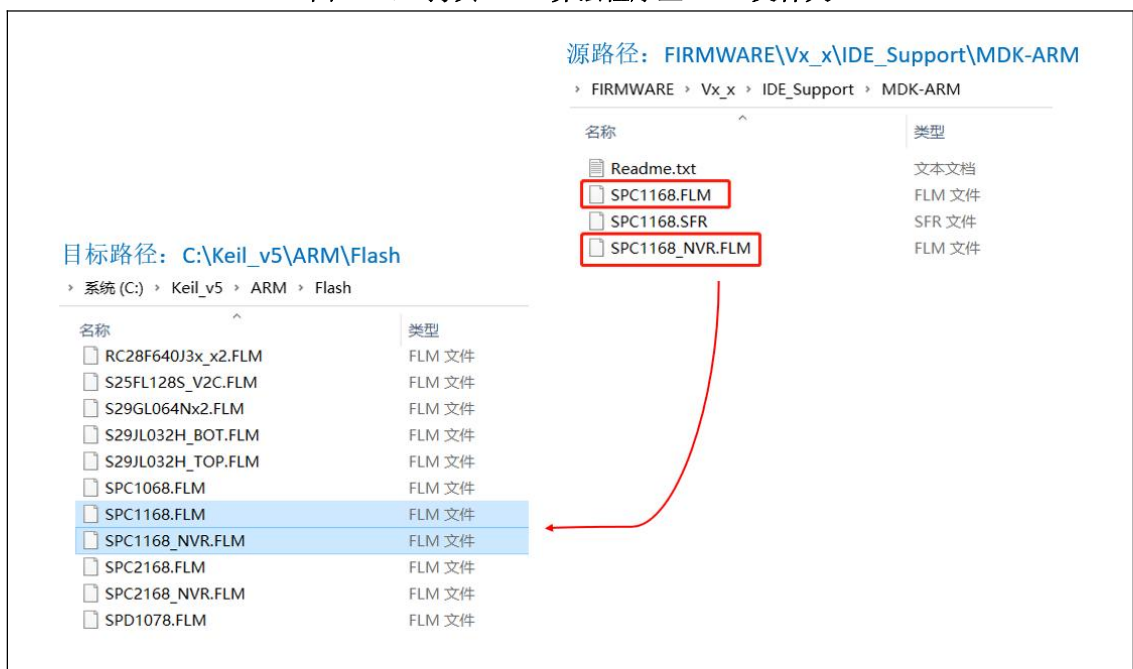 源路径：FIRMWARE\Vx_x\IDE_Support\MDK-ARM
› FIRMWARE › Vx_x › IDE_Support › MDK-ARM
名称 类型
Readme.txt 文本文档
SPC1168.FLM FLM 文件
SPC1168.SFR SFR 文件
SPC1168_NVR.FLM FLM 文件
目标路径：C:\Keil_v5\ARM\Flash
› 系统 (C:) › Keil_v5 › ARM › Flash
名称 类型
RC28F640J3x_x2.FLM FLM 文件
S25FL128S_V2C.FLM FLM 文件
S29GL064Nx2.FLM FLM 文件
S29JL032H_BOT.FLM FLM 文件
S29JL032H_TOP.FLM FLM 文件
SPC1068.FLM FLM 文件
SPC1168.FLM FLM 文件
SPC1168_NVR.FLM FLM 文件
SPC2168.FLM FLM 文件
SPC2168_NVR.FLM FLM 文件
SPD1078.FLM FLM 文件